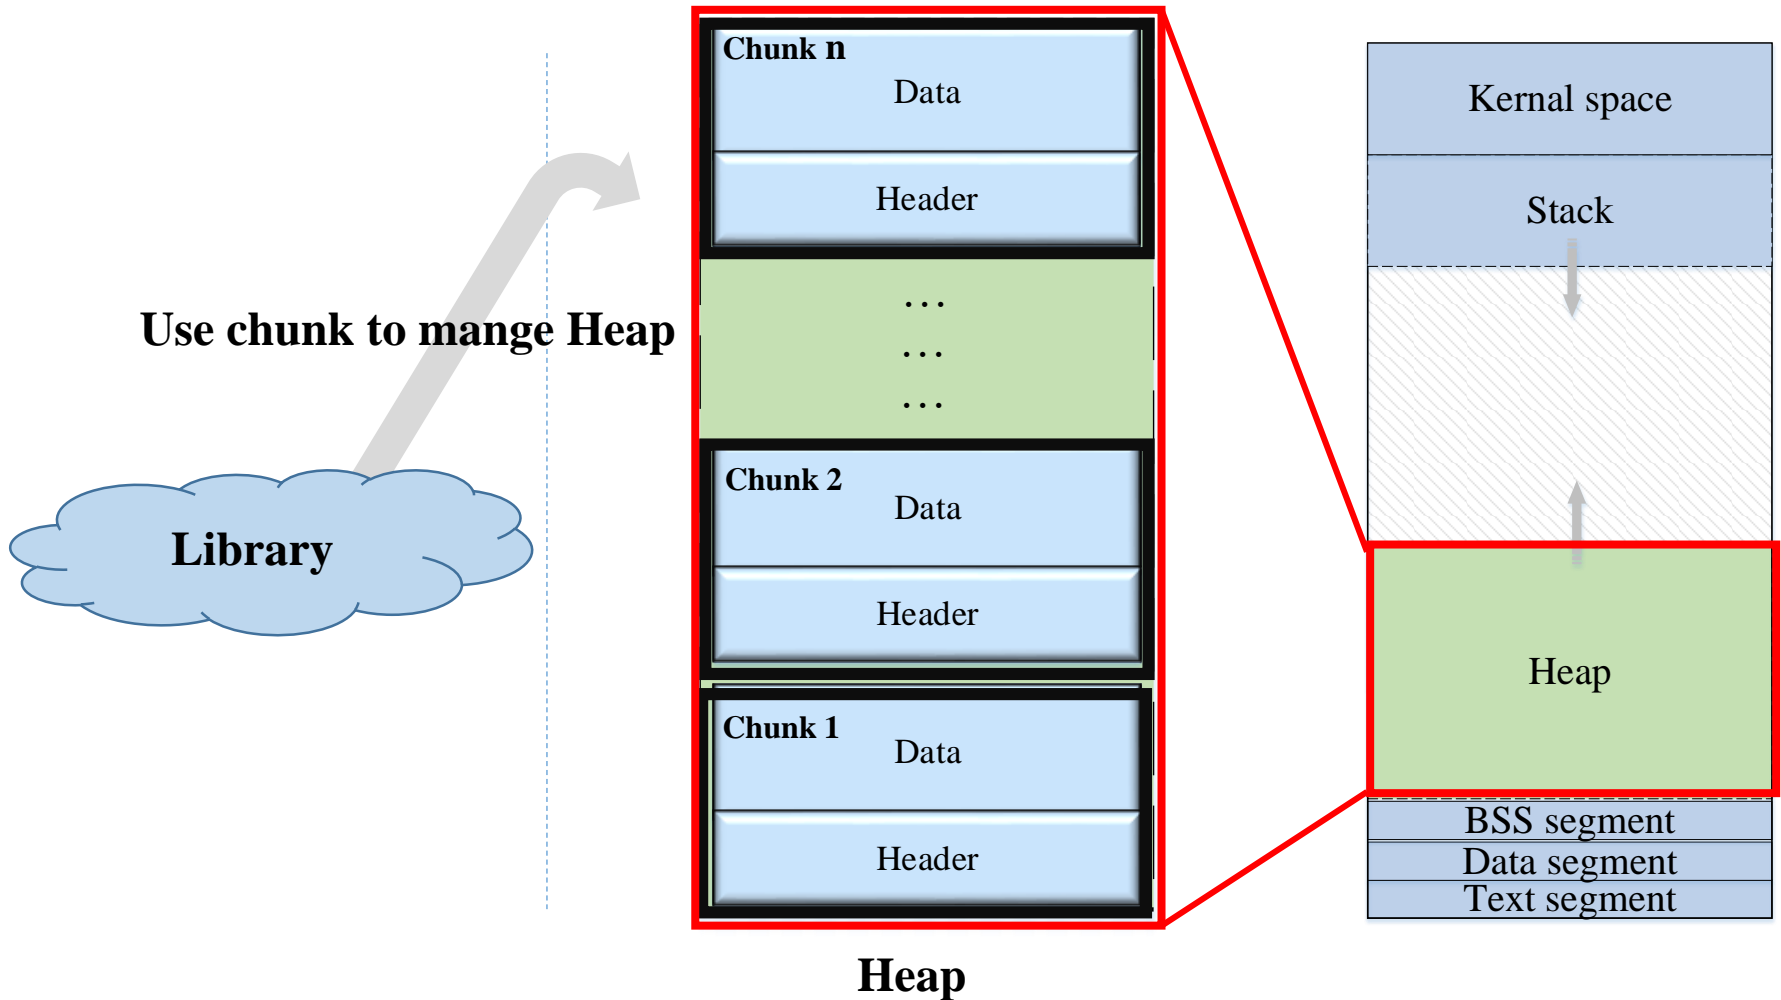 Use chunk to mange Heap
Library
Chunk n
Data
Header
...
...
...
Chunk 2
Data
Header
Chunk 1
Data
Header
Heap
Kernal space
Stack
Heap
BSS segment
Data segment
Text segment